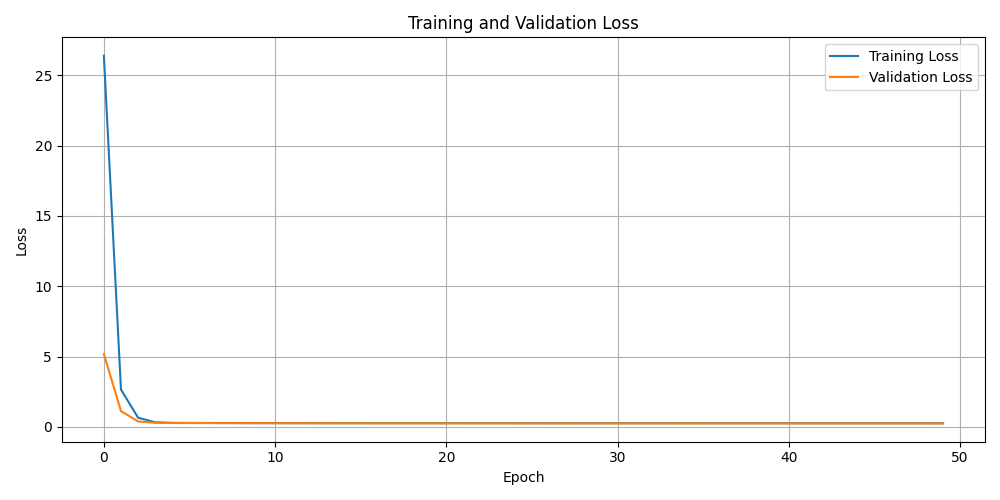 Training and Validation Loss
Training Loss
Validation Loss
25
20
15
10
5
0
Loss
0 10 20 30 40 50
Epoch